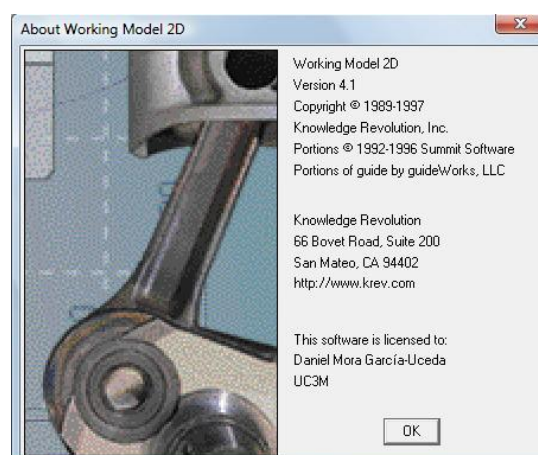 About Working Model 2D
Working Model 2D
Version 4.1
Copyright © 1989-1997
Knowledge Revolution, Inc.
Portions © 1992-1996 Summit Software
Portions of guide by guideWorks, LLC
Knowledge Revolution
66 Bovet Road, Suite 200
San Mateo, CA 94402
http://www.krev.com
This software is licensed to:
Daniel Mora García-Uceda
UC3M
OK